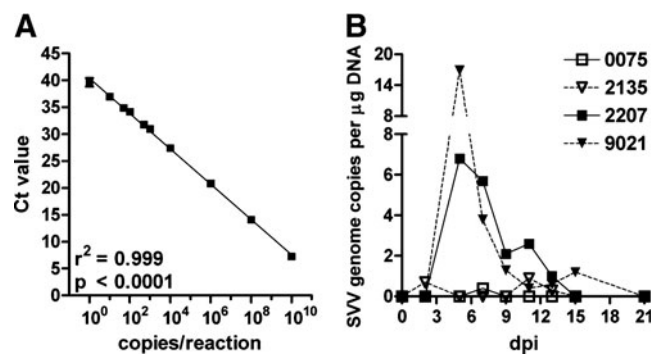 A
B
45
40
35
30
25
20
15
10
5
0
Ct value
r² = 0.999
p < 0.0001
10⁰ 10² 10⁴ 10⁶ 10⁸ 10¹⁰
copies/reaction
20
14
8
6
4
2
0
SVV genome copies per µg DNA
0075
2135
2207
9021
0 3 6 9 12 15 18 21
dpi